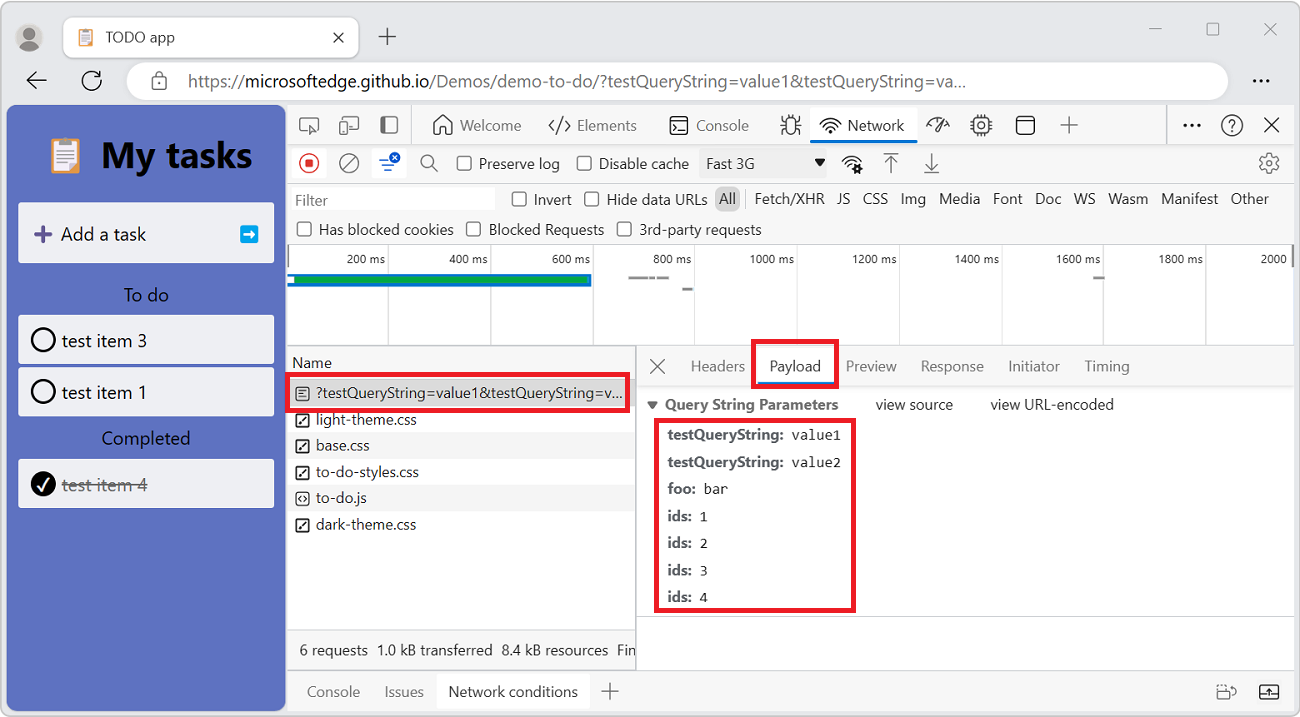 TODO app
https://microsoftedge.github.io/Demos/demo-to-do/?testQueryString=value1&testQueryString=va...
My tasks
Add a task
To do
test item 3
test item 1
Completed
test item 4
Welcome Elements Console Network
Preserve log Disable cache Fast 3G
Filter Invert Hide data URLs All Fetch/XHR JS CSS Img Media Font Doc WS Wasm Manifest Other
Has blocked cookies Blocked Requests 3rd-party requests
200 ms 400 ms 600 ms 800 ms 1000 ms 1200 ms 1400 ms 1600 ms 1800 ms 2000
Name
?testQueryString=value1&testQueryString=v...
light-theme.css
base.css
to-do-styles.css
to-do.js
dark-theme.css
6 requests 1.0 kB transferred 8.4 kB resources Fin
Headers Payload Preview Response Initiator Timing
Query String Parameters view source view URL-encoded
testQueryString: value1
testQueryString: value2
foo: bar
ids: 1
ids: 2
ids: 3
ids: 4
Console Issues Network conditions